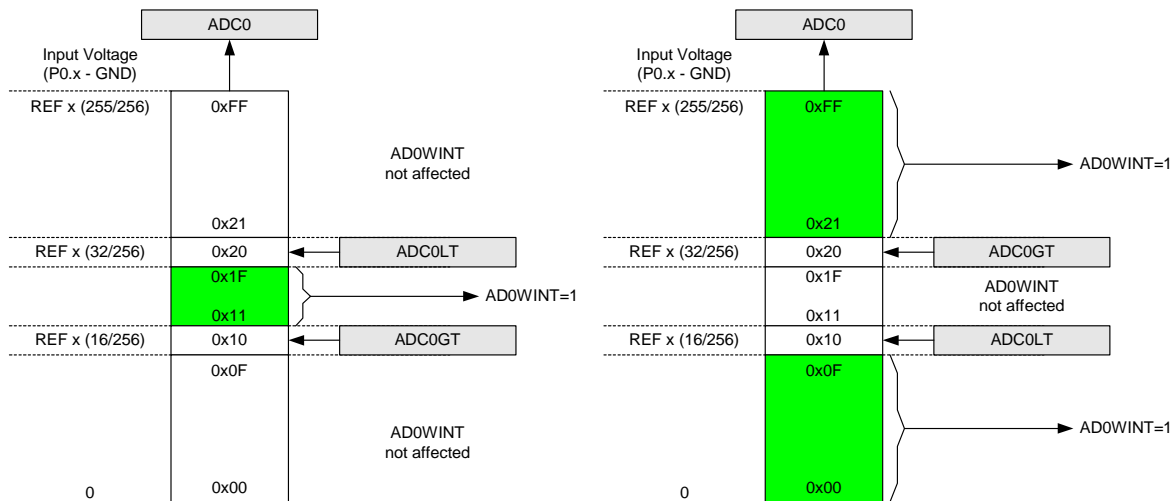 ADC0
Input Voltage
(P0.x - GND)
REF x (255/256)
0xFF
AD0WINT
not affected
0x21
REF x (32/256)
0x20
ADC0LT
0x1F
AD0WINT=1
0x11
REF x (16/256)
0x10
ADC0GT
0x0F
AD0WINT
not affected
0
0x00
ADC0
Input Voltage
(P0.x - GND)
REF x (255/256)
0xFF
AD0WINT=1
0x21
REF x (32/256)
0x20
ADC0GT
0x1F
AD0WINT
not affected
0x11
REF x (16/256)
0x10
ADC0LT
0x0F
AD0WINT=1
0
0x00